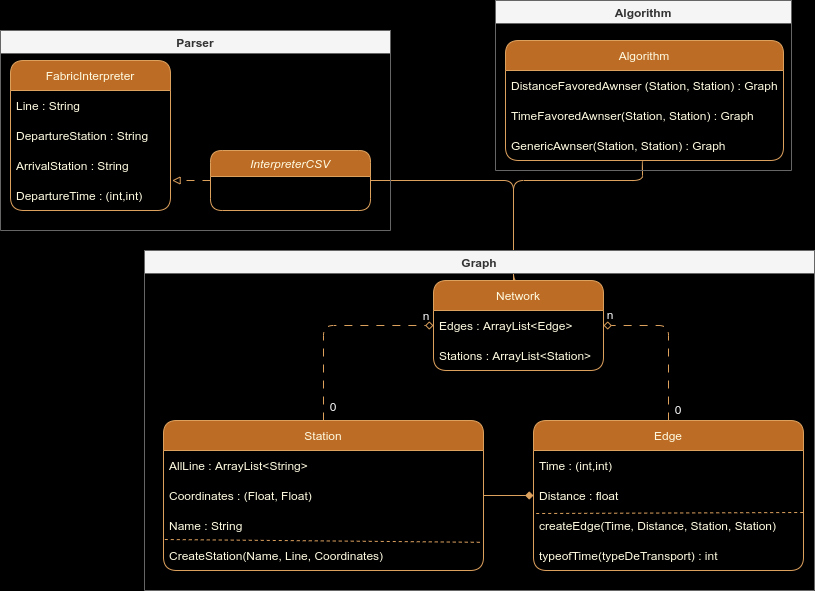 Parser
FabricInterpreter
Line : String
DepartureStation : String
ArrivalStation : String
DepartureTime : (int,int)
InterpreterCSV
Algorithm
Algorithm
DistanceFavoredAwnser (Station, Station) : Graph
TimeFavoredAwnser(Station, Station) : Graph
GenericAwnser(Station, Station) : Graph
Graph
Network
Edges : ArrayList<Edge>
Stations : ArrayList<Station>
n
n
0
0
Station
AllLine : ArrayList<String>
Coordinates : (Float, Float)
Name : String
CreateStation(Name, Line, Coordinates)
Edge
Time : (int,int)
Distance : float
createEdge(Time, Distance, Station, Station)
typeofTime(typeDeTransport) : int